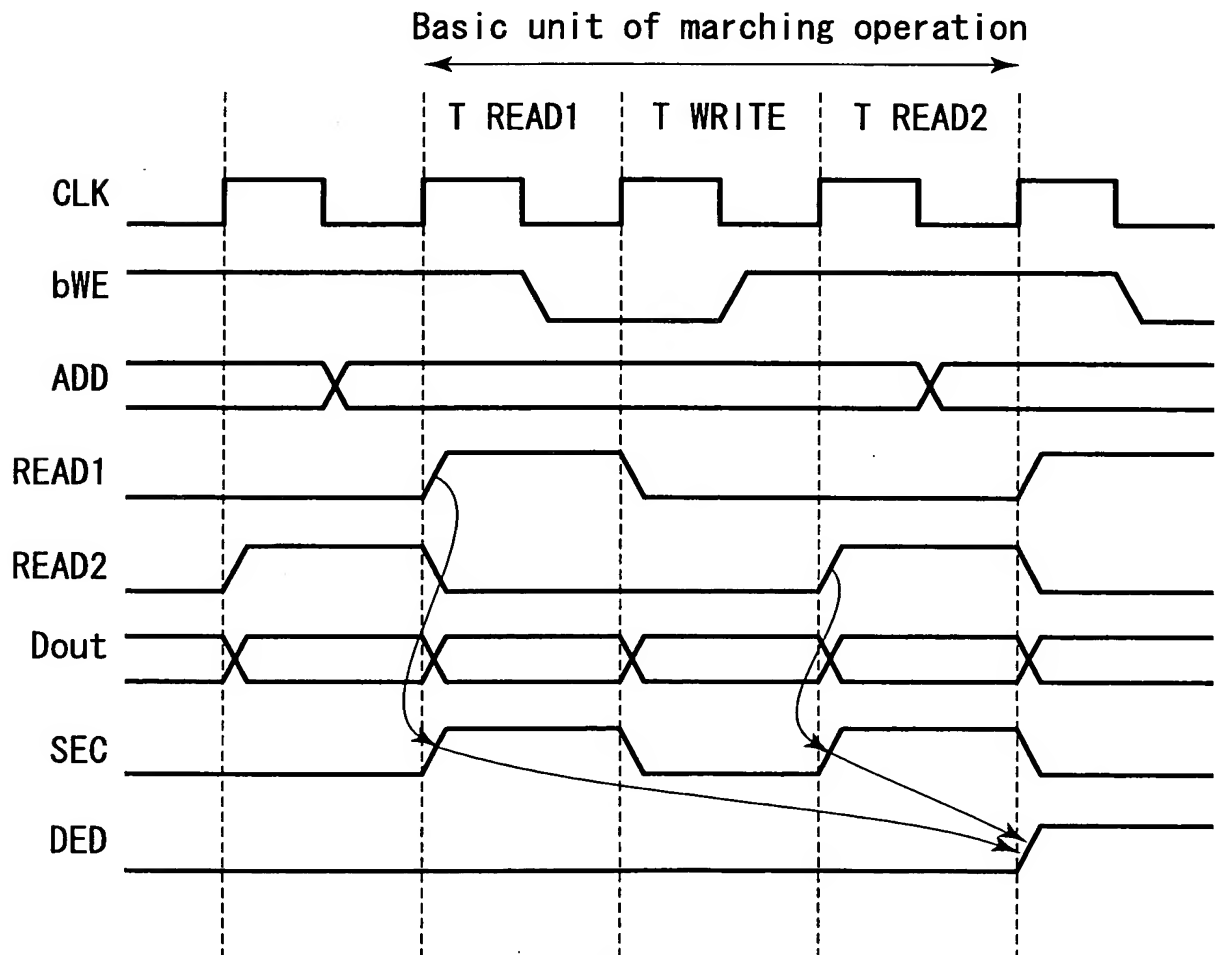 Basic unit of marching operation
T READ1 T WRITE T READ2
CLK
bWE
ADD
READ1
READ2
Dout
SEC
DED